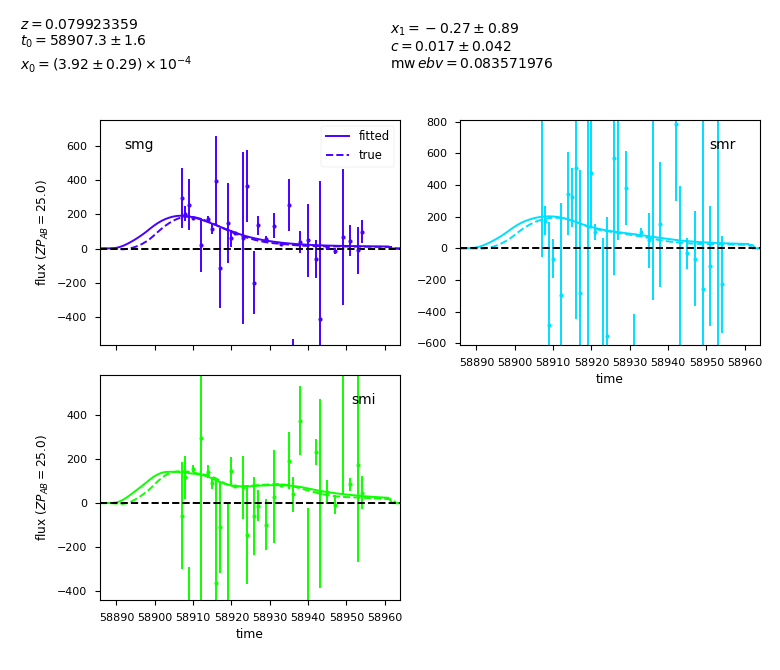 z = 0.079923359
t₀ = 58907.3 ± 1.6
x₀ = (3.92 ± 0.29) × 10⁻⁴
x₁ = −0.27 ± 0.89
c = 0.017 ± 0.042
mw ebv = 0.083571976
smg
fitted
true
600
400
200
0
−200
−400
flux (ZP_AB = 25.0)
smr
800
600
400
200
0
−200
−400
−600
58890 58900 58910 58920 58930 58940 58950 58960
time
smi
400
200
0
−200
−400
flux (ZP_AB = 25.0)
58890 58900 58910 58920 58930 58940 58950 58960
time